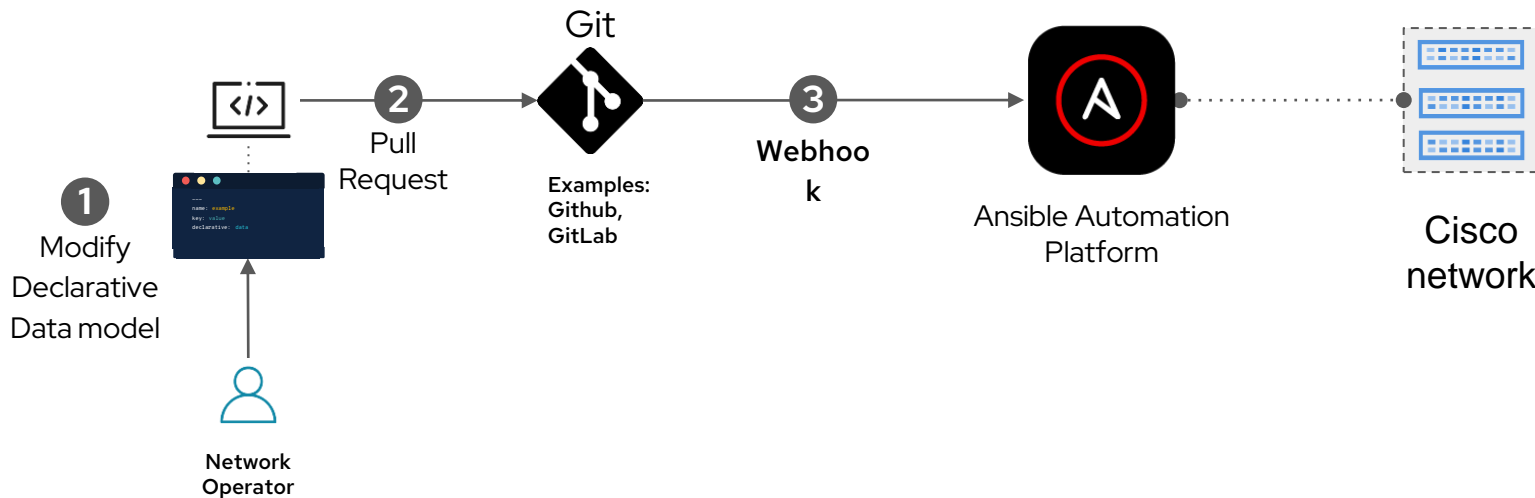 Git
</>
2
3
Pull
Request
Webhoo
k
Examples:
Github,
GitLab
1
Modify
Declarative
Data model
---
name: example
key: value
declarative: data
Ansible Automation
Platform
Cisco
network
Network
Operator